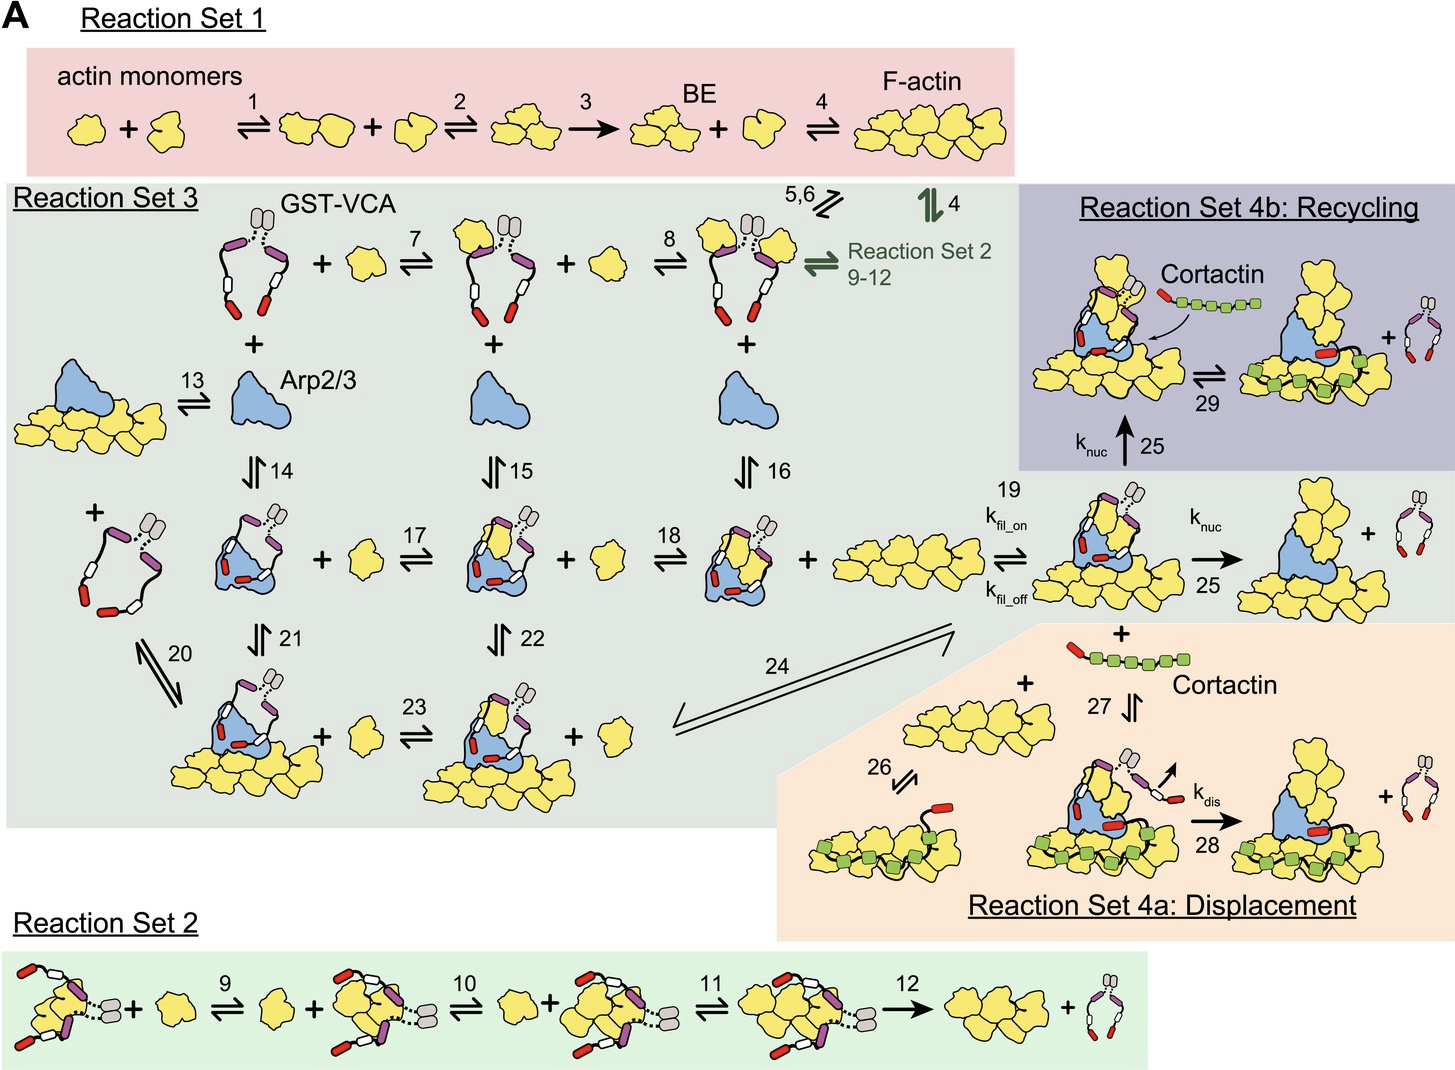 A
Reaction Set 1
actin monomers
1
2
3
BE
4
F-actin
Reaction Set 3
GST-VCA
7
8
5,6
4
Reaction Set 2
9-12
13
Arp2/3
14
15
16
17
18
19
k_fil_on
k_fil_off
k_nuc
25
20
21
22
23
24
Reaction Set 4b: Recycling
Cortactin
29
k_nuc
25
Cortactin
27
26
k_dis
28
Reaction Set 4a: Displacement
Reaction Set 2
9
10
11
12